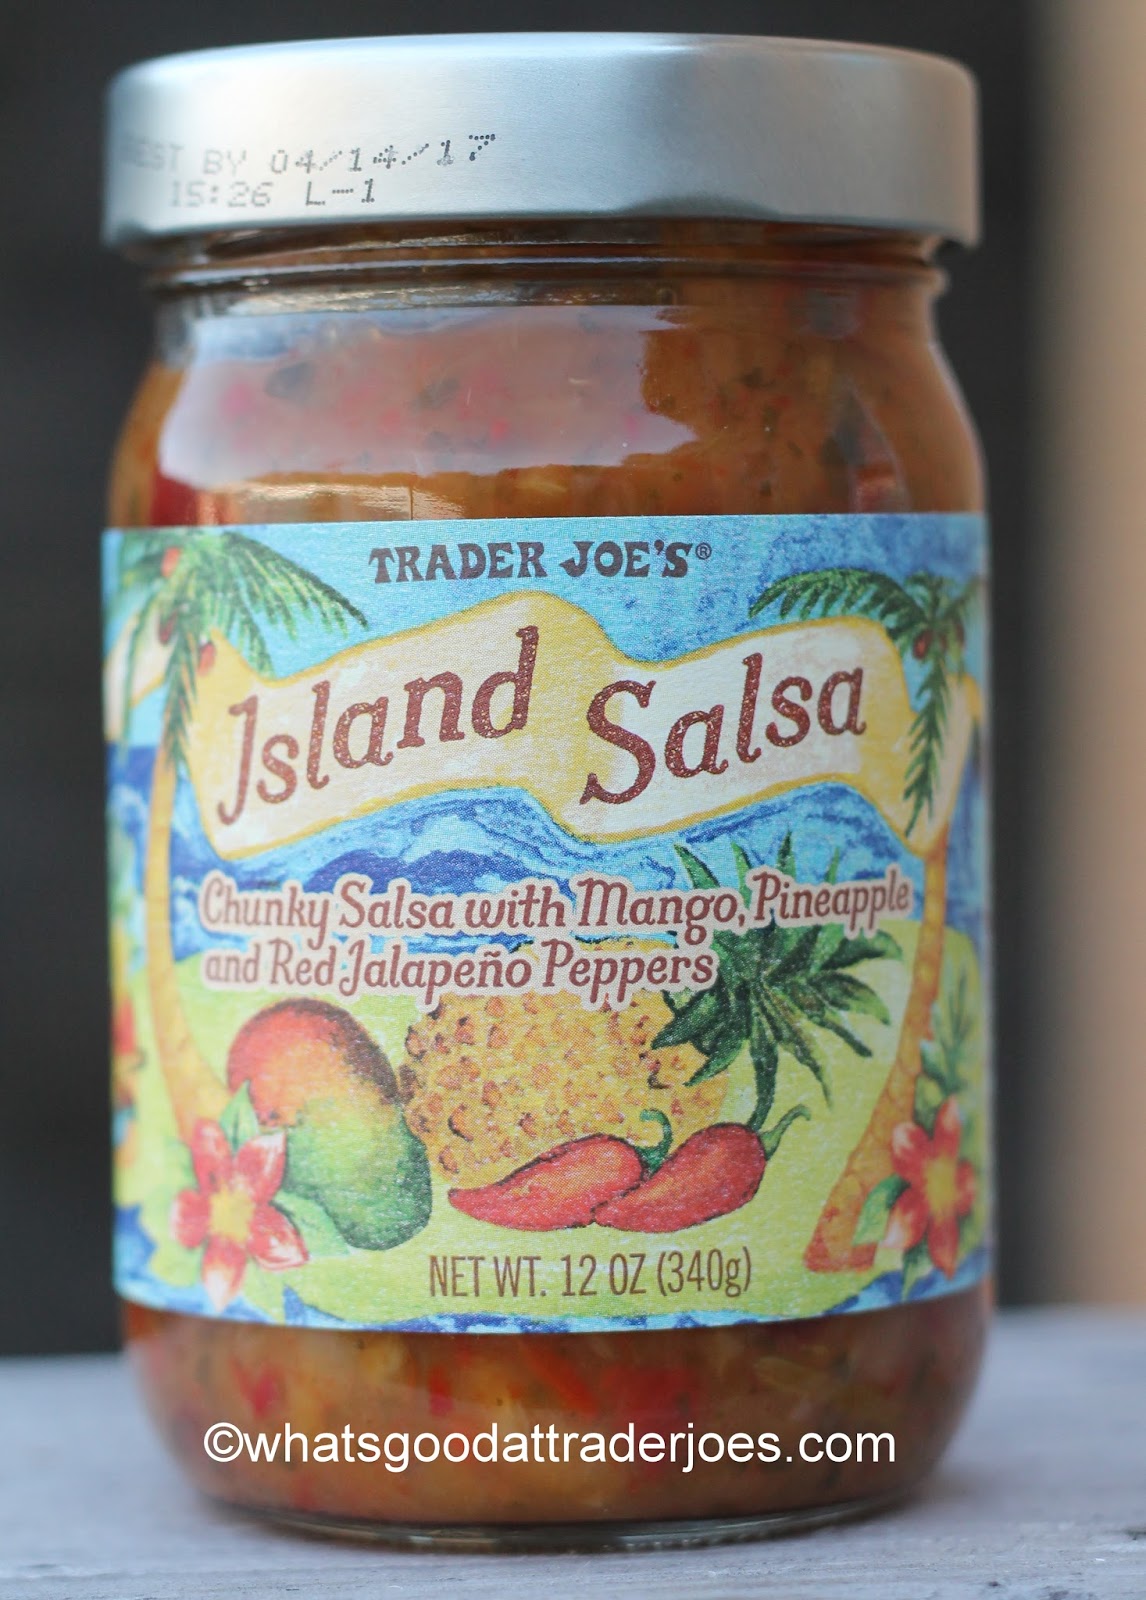 BEST BY 04/14/17
15:26 L-1
TRADER JOE'S®
Island Salsa
Chunky Salsa with Mango, Pineapple
and Red Jalapeño Peppers
NET WT. 12 OZ (340g)
©whatsgoodattraderjoes.com